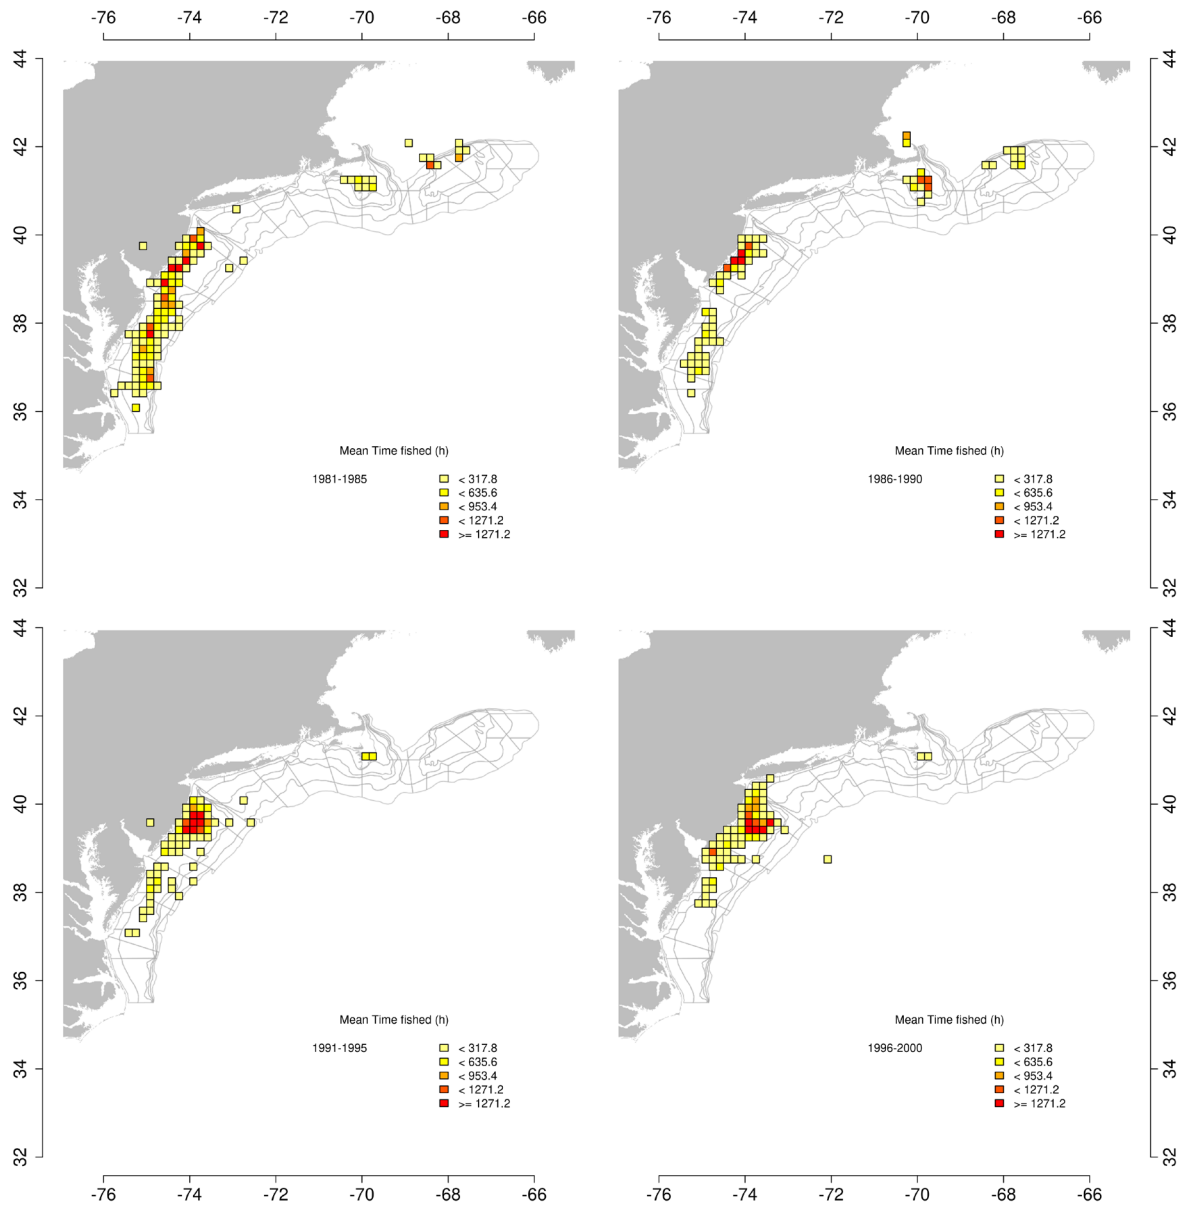 -76 -74 -72 -70 -68 -66 -76 -74 -72 -70 -68 -66
44 44
42 42
40 40
38 38
36 36
Mean Time fished (h) Mean Time fished (h)
1981-1985 < 317.8 1986-1990 < 317.8
< 635.6 < 635.6
34 < 953.4 < 953.4 34
< 1271.2 < 1271.2
>= 1271.2 >= 1271.2
32 32
44 44
42 42
40 40
38 38
36 36
Mean Time fished (h) Mean Time fished (h)
1991-1995 < 317.8 1996-2000 < 317.8
< 635.6 < 635.6
34 < 953.4 < 953.4 34
< 1271.2 < 1271.2
>= 1271.2 >= 1271.2
32 32
-76 -74 -72 -70 -68 -66 -76 -74 -72 -70 -68 -66